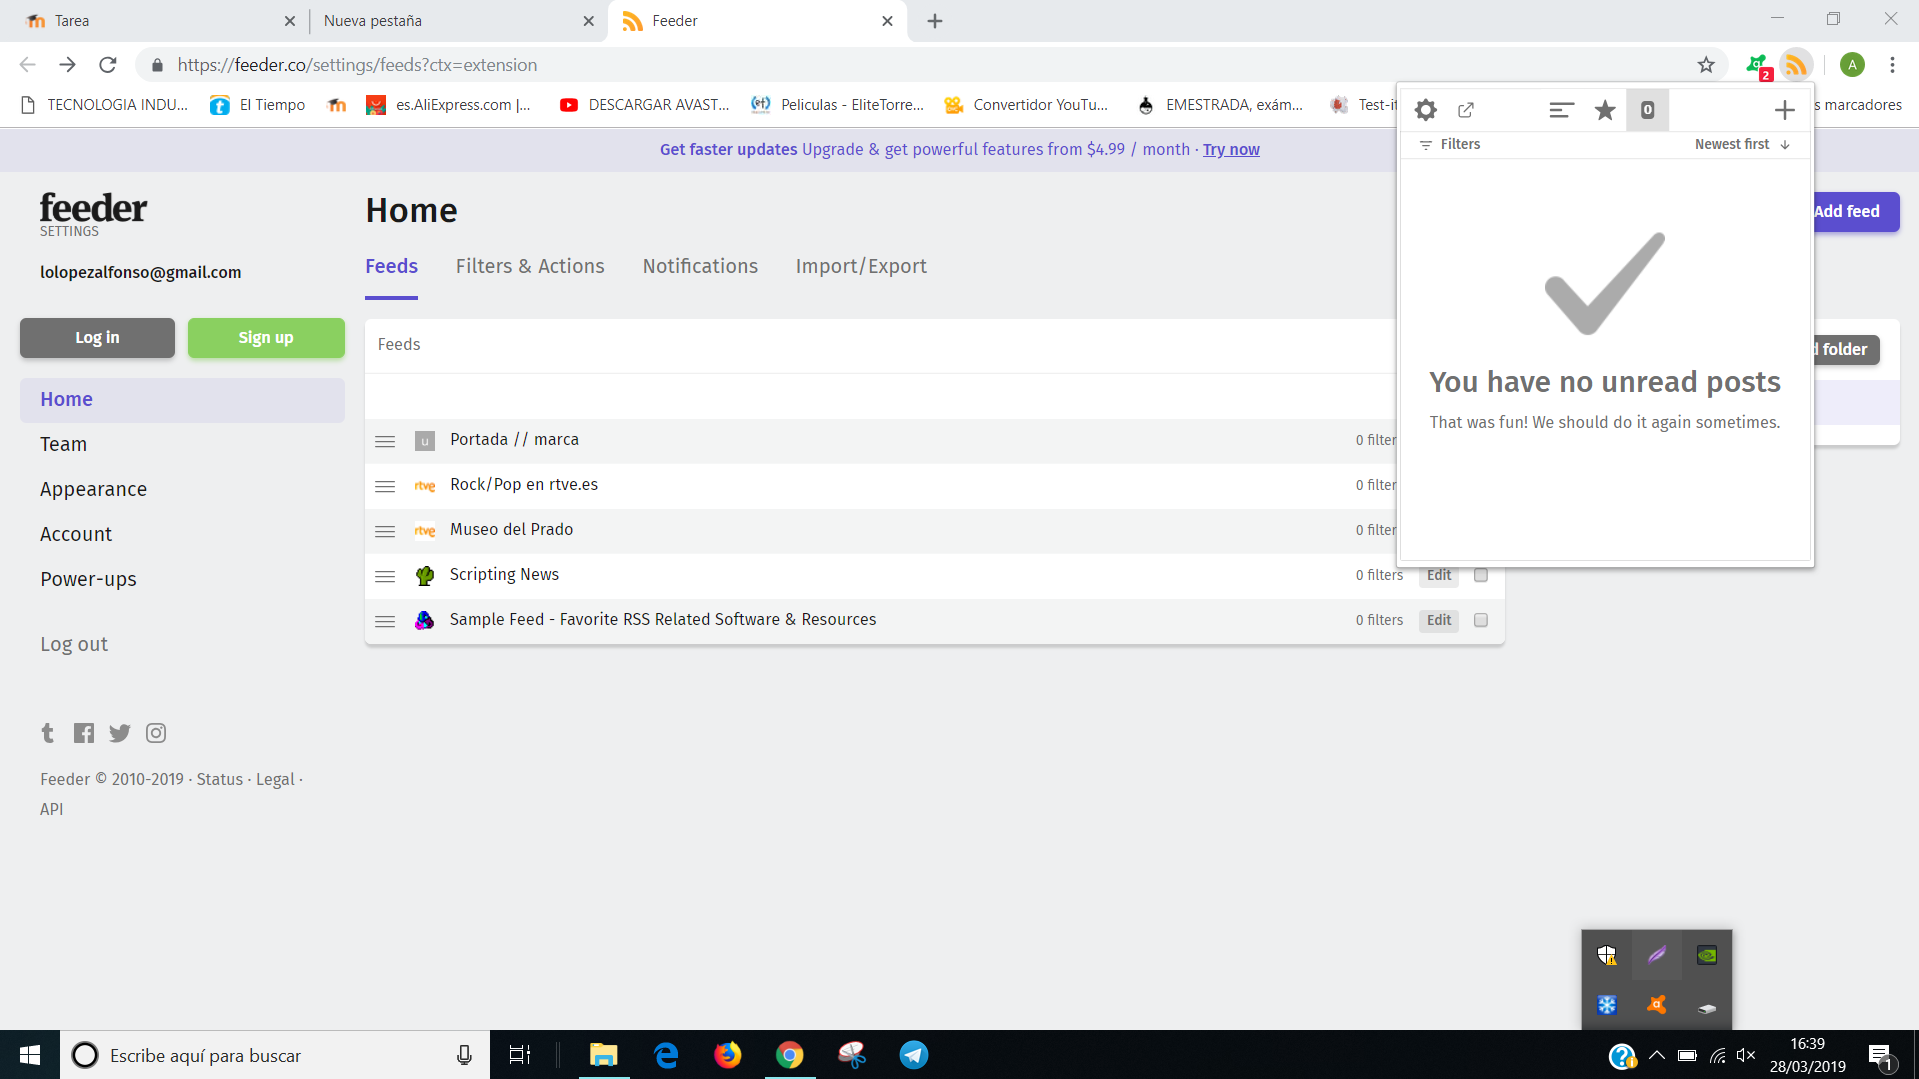 Tarea
Nueva pestaña
Feeder
https://feeder.co/settings/feeds?ctx=extension
2
A
TECNOLOGIA INDU...
El Tiempo
es.AliExpress.com |...
DESCARGAR AVAST...
Peliculas - EliteTorre...
Convertidor YouTu...
EMESTRADA, exám...
Test-it
s marcadores
Get faster updates Upgrade & get powerful features from $4.99 / month · Try now
0
Filters
Newest first
You have no unread posts
That was fun! We should do it again sometimes.
feeder
SETTINGS
lolopezalfonso@gmail.com
Log in
Sign up
Home
Team
Appearance
Account
Power-ups
Log out
Feeder © 2010-2019 · Status · Legal ·
API
Home
Add feed
Feeds
Filters & Actions
Notifications
Import/Export
Feeds
d folder
u
Portada // marca
0 filter
rtve
Rock/Pop en rtve.es
0 filter
rtve
Museo del Prado
0 filter
Scripting News
0 filters
Edit
Sample Feed - Favorite RSS Related Software & Resources
0 filters
Edit
Escribe aquí para buscar
16:39
28/03/2019
1